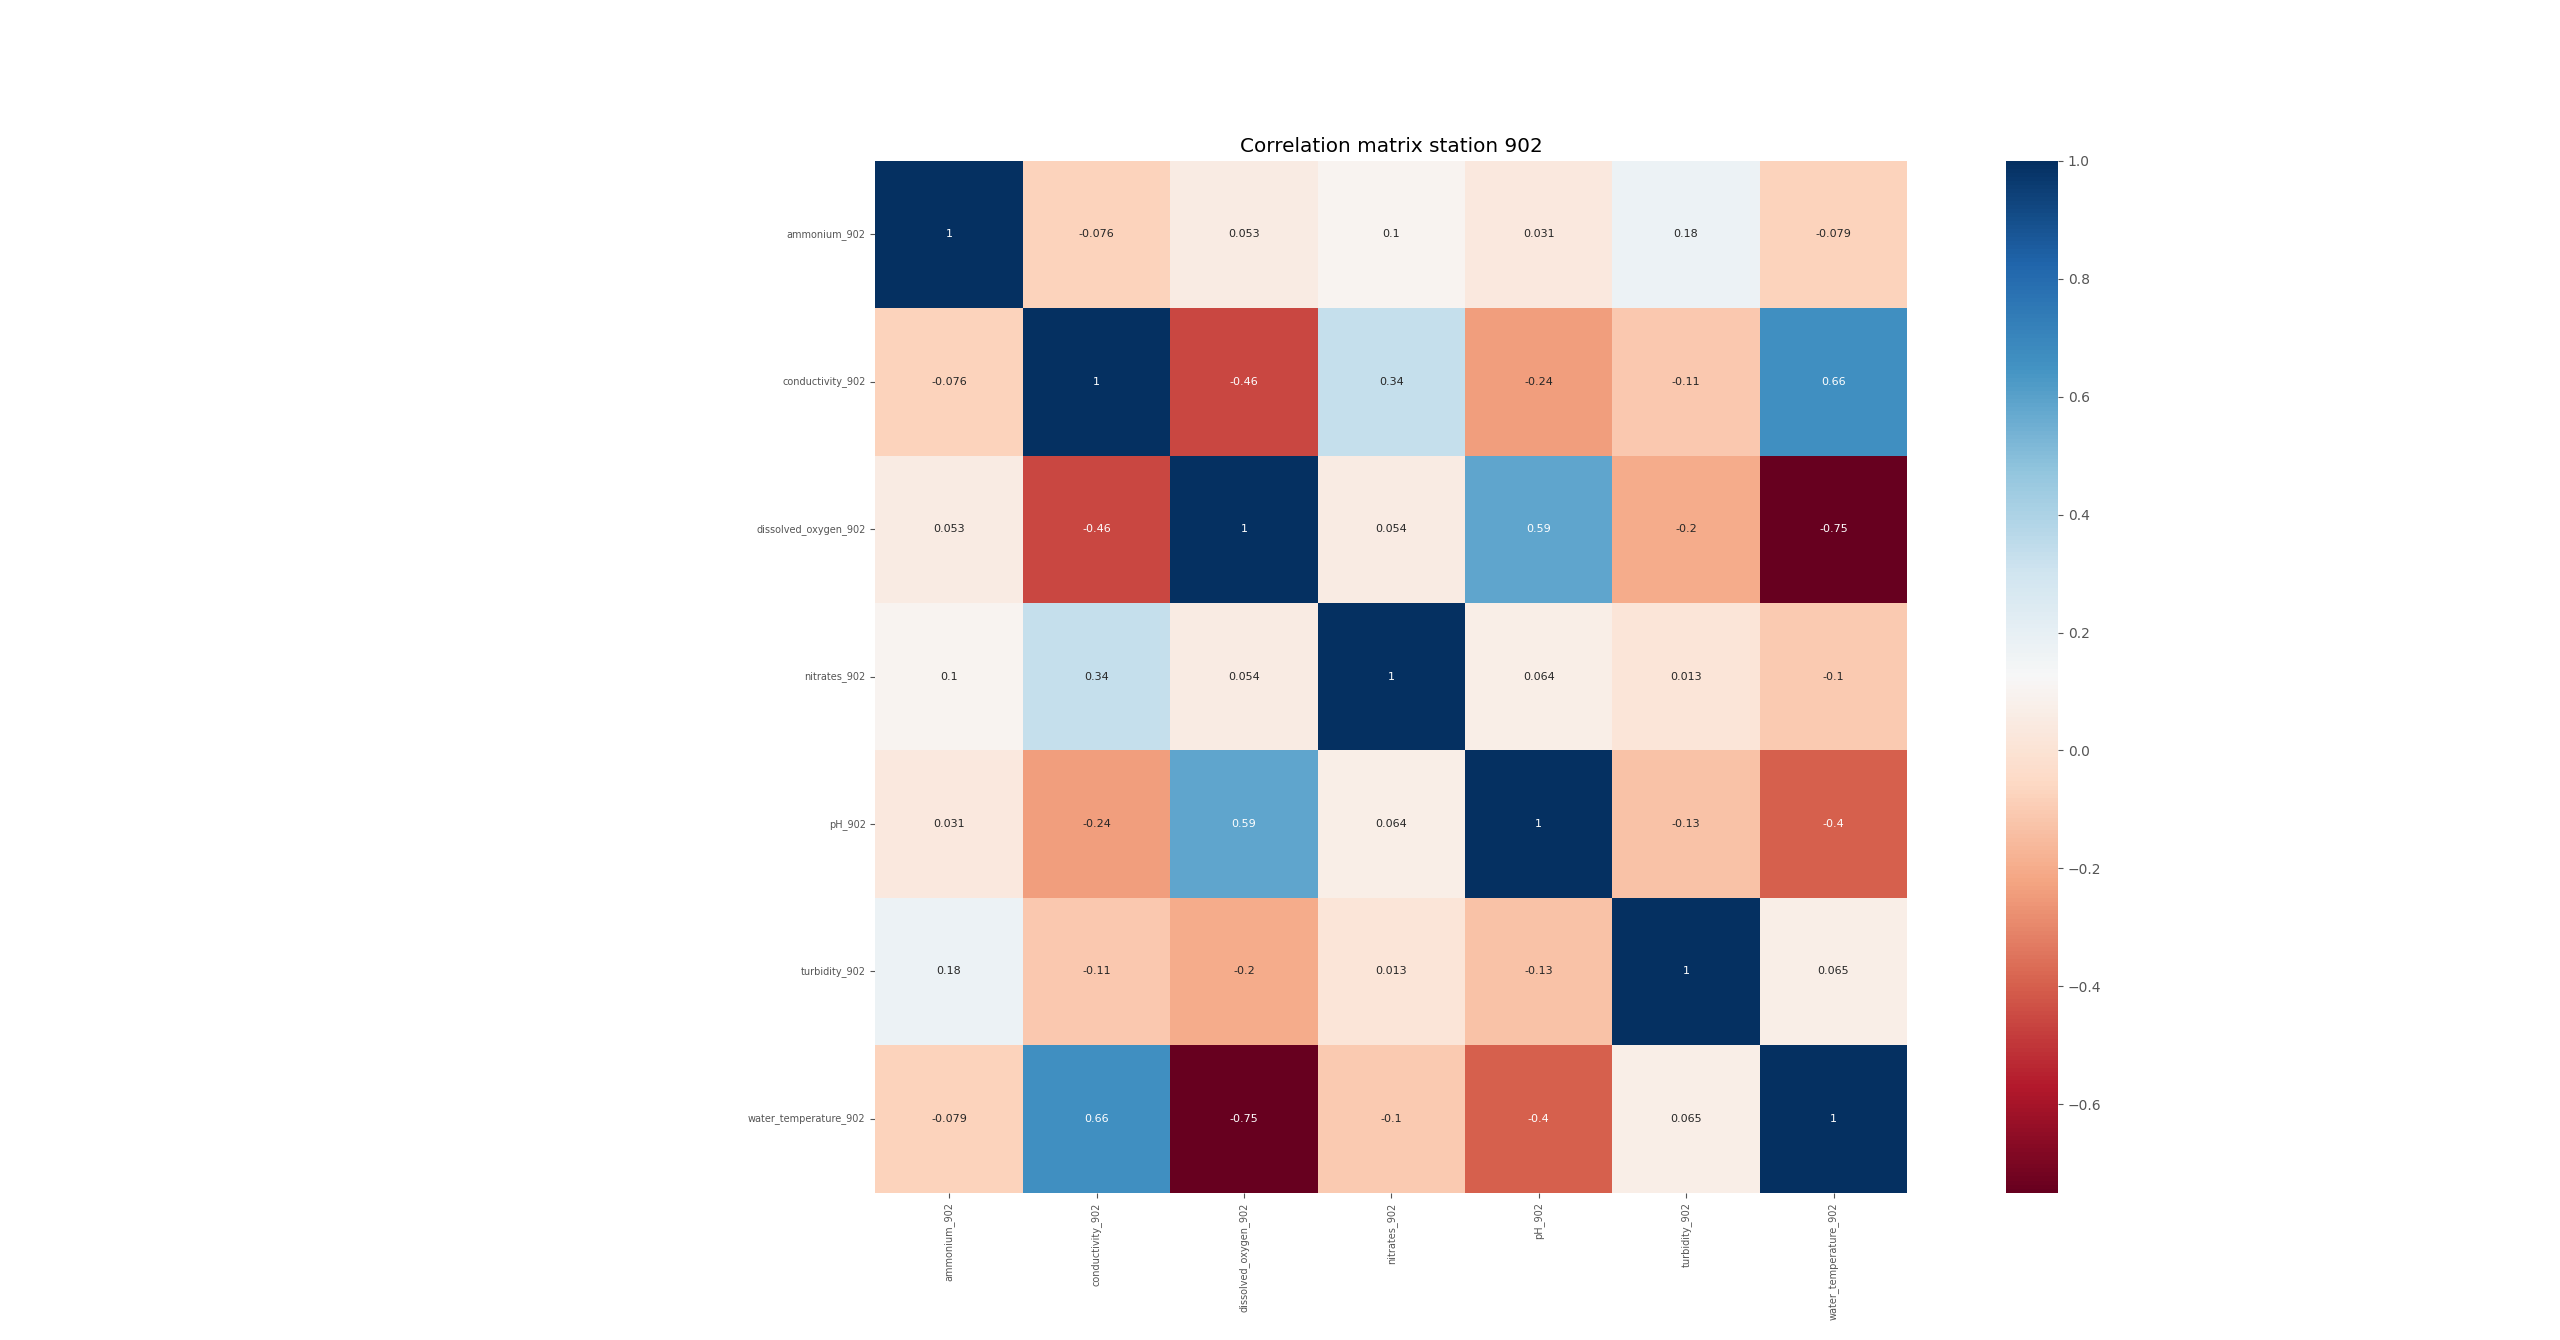 Correlation matrix station 902
ammonium_902 1 -0.076 0.053 0.1 0.031 0.18 -0.079
conductivity_902 -0.076 1 -0.46 0.34 -0.24 -0.11 0.66
dissolved_oxygen_902 0.053 -0.46 1 0.054 0.59 -0.2 -0.75
nitrates_902 0.1 0.34 0.054 1 0.064 0.013 -0.1
pH_902 0.031 -0.24 0.59 0.064 1 -0.13 -0.4
turbidity_902 0.18 -0.11 -0.2 0.013 -0.13 1 0.065
water_temperature_902 -0.079 0.66 -0.75 -0.1 -0.4 0.065 1
ammonium_902
conductivity_902
dissolved_oxygen_902
nitrates_902
pH_902
turbidity_902
water_temperature_902
1.0
0.8
0.6
0.4
0.2
0.0
−0.2
−0.4
−0.6